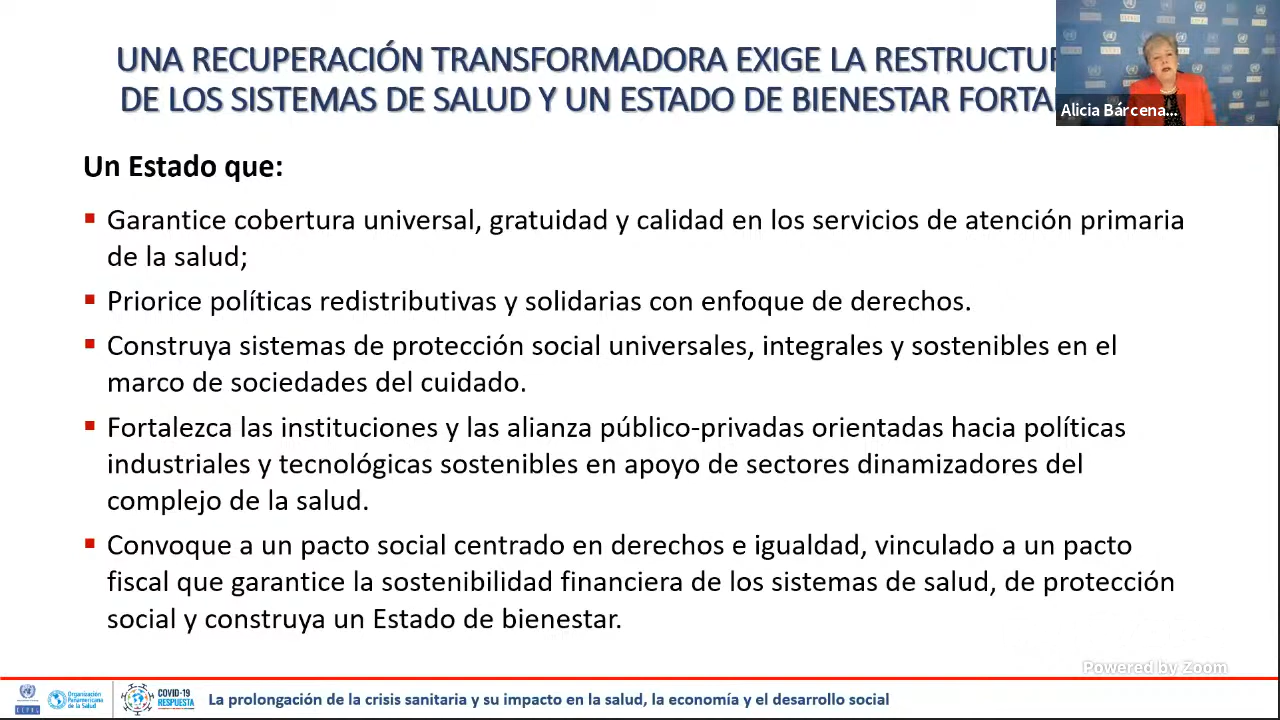 UNA RECUPERACIÓN TRANSFORMADORA EXIGE LA RESTRUCTU
DE LOS SISTEMAS DE SALUD Y UN ESTADO DE BIENESTAR FORTA
Alicia Bárcena...
Un Estado que:
Garantice cobertura universal, gratuidad y calidad en los servicios de atención primaria
de la salud;
Priorice políticas redistributivas y solidarias con enfoque de derechos.
Construya sistemas de protección social universales, integrales y sostenibles en el
marco de sociedades del cuidado.
Fortalezca las instituciones y las alianza público-privadas orientadas hacia políticas
industriales y tecnológicas sostenibles en apoyo de sectores dinamizadores del
complejo de la salud.
Convoque a un pacto social centrado en derechos e igualdad, vinculado a un pacto
fiscal que garantice la sostenibilidad financiera de los sistemas de salud, de protección
social y construya un Estado de bienestar.
Powered by Zoom
CEPAL
Organización
Panamericana
de la Salud
COVID-19
RESPUESTA
La prolongación de la crisis sanitaria y su impacto en la salud, la economía y el desarrollo social